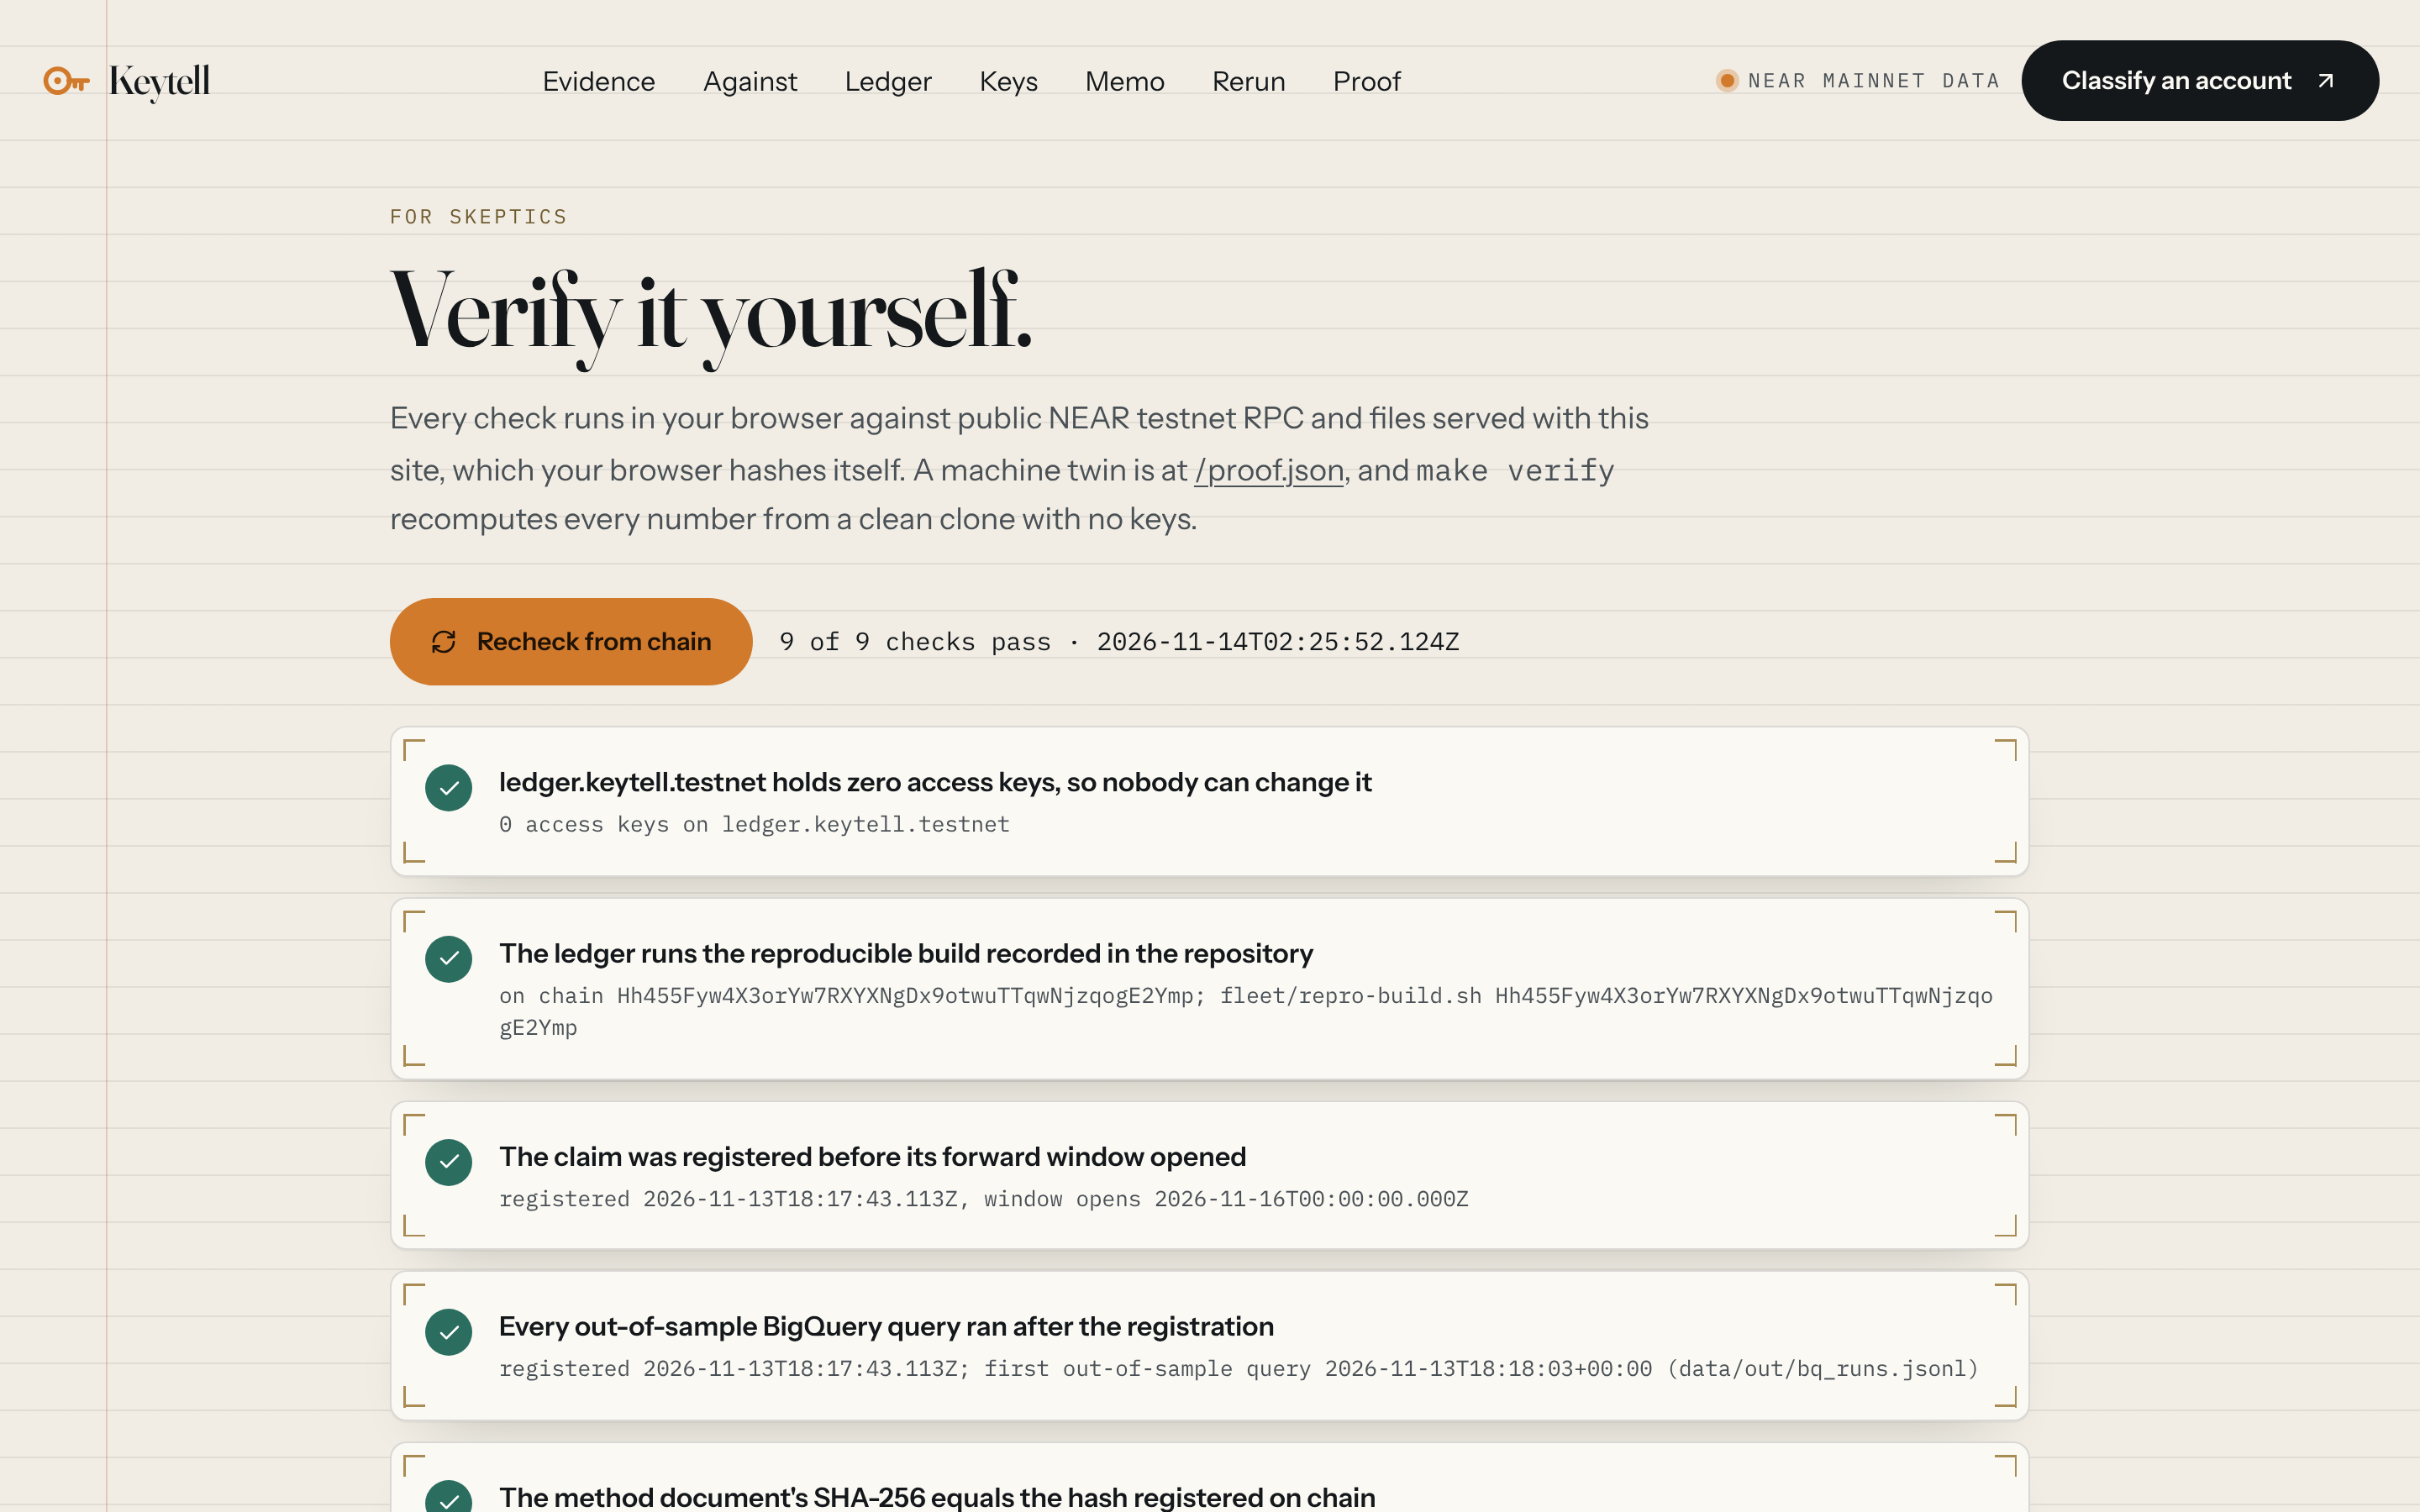 Keytell
Evidence
Against
Ledger
Keys
Memo
Rerun
Proof
NEAR MAINNET DATA
Classify an account
FOR SKEPTICS
Verify it yourself.
Every check runs in your browser against public NEAR testnet RPC and files served with this
site, which your browser hashes itself. A machine twin is at /proof.json, and make verify
recomputes every number from a clean clone with no keys.
Recheck from chain
9 of 9 checks pass · 2026-11-14T02:25:52.124Z
ledger.keytell.testnet holds zero access keys, so nobody can change it
0 access keys on ledger.keytell.testnet
The ledger runs the reproducible build recorded in the repository
on chain Hh455Fyw4X3orYw7RXYXNgDx9otwuTTqwNjzqogE2Ymp; fleet/repro-build.sh Hh455Fyw4X3orYw7RXYXNgDx9otwuTTqwNjzqo
gE2Ymp
The claim was registered before its forward window opened
registered 2026-11-13T18:17:43.113Z, window opens 2026-11-16T00:00:00.000Z
Every out-of-sample BigQuery query ran after the registration
registered 2026-11-13T18:17:43.113Z; first out-of-sample query 2026-11-13T18:18:03+00:00 (data/out/bq_runs.jsonl)
The method document's SHA-256 equals the hash registered on chain